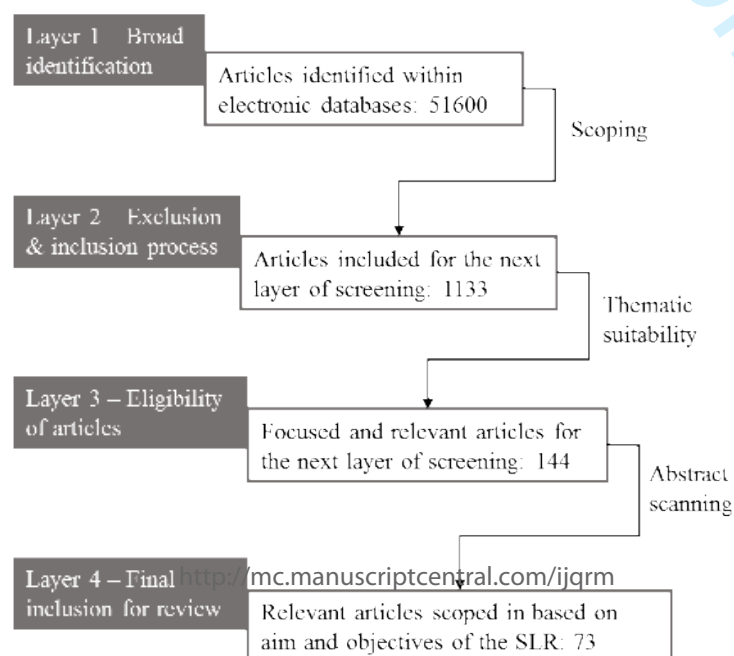 Layer 1 Broad
identification
Articles identified within
electronic databases: 51600
Scoping
Layer 2 Exclusion
& inclusion process
Articles included for the next
layer of screening: 1133
Thematic
suitability
Layer 3 – Eligibility
of articles
Focused and relevant articles for
the next layer of screening: 144
Abstract
scanning
Layer 4 – Final
http://mc.manuscriptcentral.com/ijqrm
inclusion for review
Relevant articles scoped in based on
aim and objectives of the SLR: 73